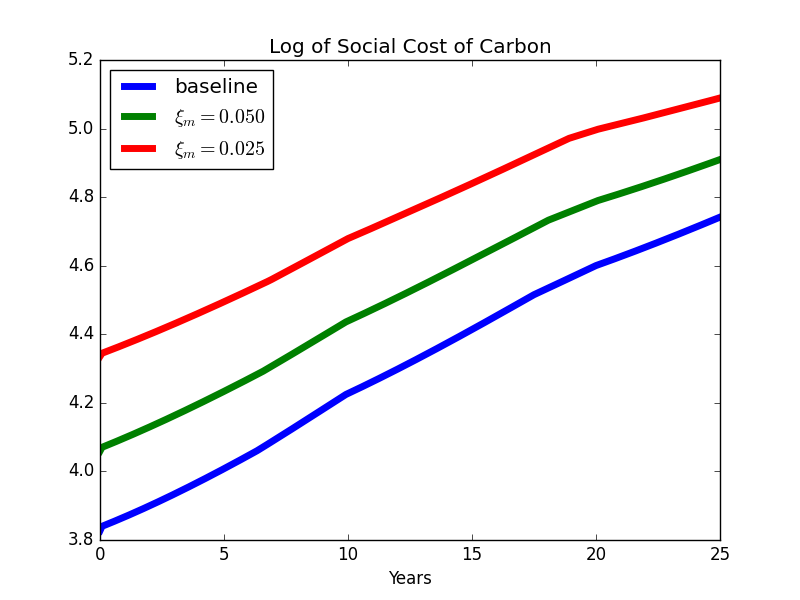 Log of Social Cost of Carbon
5.2
5.0
4.8
4.6
4.4
4.2
4.0
3.8
baseline
ξm = 0.050
ξm = 0.025
0 5 10 15 20 25
Years